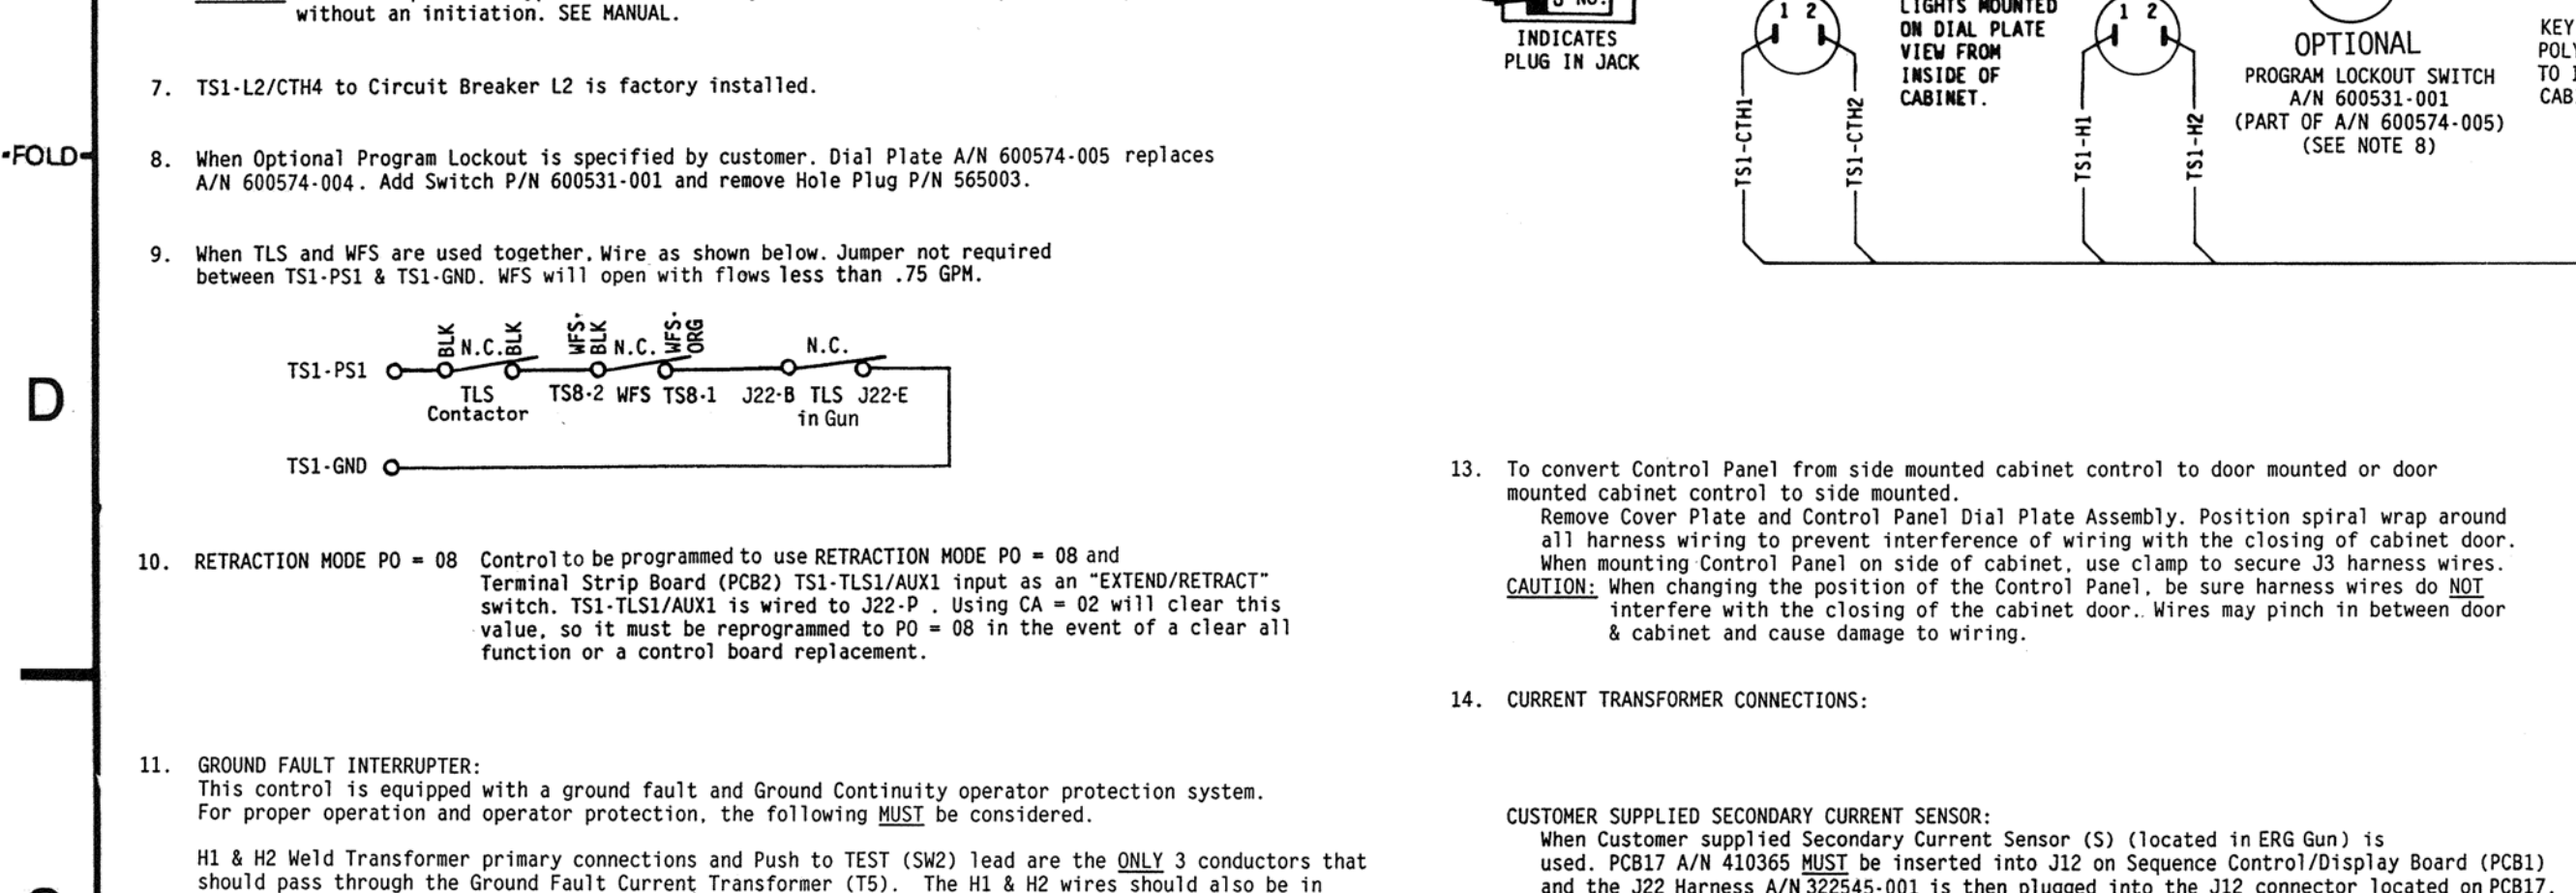 without an initiation. SEE MANUAL.
7. TS1-L2/CTH4 to Circuit Breaker L2 is factory installed.
-FOLD-
8. When Optional Program Lockout is specified by customer. Dial Plate A/N 600574-005 replaces
A/N 600574-004. Add Switch P/N 600531-001 and remove Hole Plug P/N 565003.
9. When TLS and WFS are used together, Wire as shown below. Jumper not required
between TS1-PS1 & TS1-GND. WFS will open with flows less than .75 GPM.
BLK N.C. BLK WFS-BLK N.C. WFS-ORG N.C.
TS1-PS1
TLS TS8-2 WFS TS8-1 J22-B TLS J22-E
Contactor in Gun
TS1-GND
D
10. RETRACTION MODE PO = 08 Control to be programmed to use RETRACTION MODE PO = 08 and
Terminal Strip Board (PCB2) TS1-TLS1/AUX1 input as an "EXTEND/RETRACT"
switch. TS1-TLS1/AUX1 is wired to J22-P . Using CA = 02 will clear this
value, so it must be reprogrammed to PO = 08 in the event of a clear all
function or a control board replacement.
11. GROUND FAULT INTERRUPTER:
This control is equipped with a ground fault and Ground Continuity operator protection system.
For proper operation and operator protection, the following MUST be considered.
H1 & H2 Weld Transformer primary connections and Push to TEST (SW2) lead are the ONLY 3 conductors that
should pass through the Ground Fault Current Transformer (T5). The H1 & H2 wires should also be in
INDICATES
PLUG IN JACK
1 2
TS1-CTH1
TS1-CTH2
LIGHTS MOUNTED
ON DIAL PLATE
VIEW FROM
INSIDE OF
CABINET.
1 2
TS1-H1
TS1-H2
OPTIONAL
PROGRAM LOCKOUT SWITCH
A/N 600531-001
(PART OF A/N 600574-005)
(SEE NOTE 8)
KEY
POL
TO
CAB
13. To convert Control Panel from side mounted cabinet control to door mounted or door
mounted cabinet control to side mounted.
Remove Cover Plate and Control Panel Dial Plate Assembly. Position spiral wrap around
all harness wiring to prevent interference of wiring with the closing of cabinet door.
When mounting Control Panel on side of cabinet, use clamp to secure J3 harness wires.
CAUTION: When changing the position of the Control Panel, be sure harness wires do NOT
interfere with the closing of the cabinet door.. Wires may pinch in between door
& cabinet and cause damage to wiring.
14. CURRENT TRANSFORMER CONNECTIONS:
CUSTOMER SUPPLIED SECONDARY CURRENT SENSOR:
When Customer supplied Secondary Current Sensor (S) (located in ERG Gun) is
used. PCB17 A/N 410365 MUST be inserted into J12 on Sequence Control/Display Board (PCB1)
and the J22 Harness A/N 322545-001 is then plugged into the J12 connector located on PCB17.